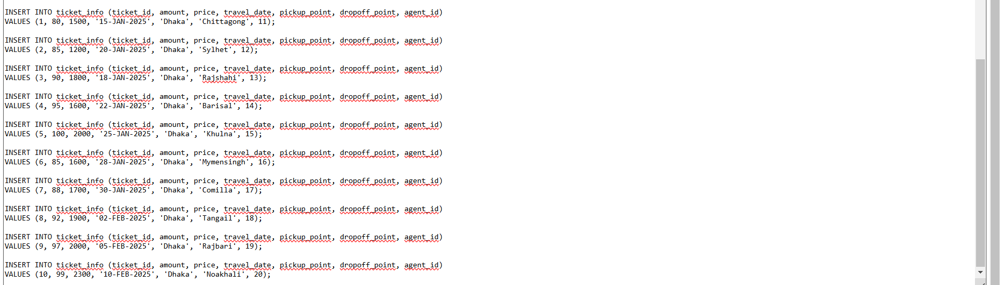 INSERT INTO ticket_info (ticket_id, amount, price, travel_date, pickup_point, dropoff_point, agent_id)
VALUES (1, 80, 1500, '15-JAN-2025', 'Dhaka', 'Chittagong', 11);
INSERT INTO ticket_info (ticket_id, amount, price, travel_date, pickup_point, dropoff_point, agent_id)
VALUES (2, 85, 1200, '20-JAN-2025', 'Dhaka', 'Sylhet', 12);
INSERT INTO ticket_info (ticket_id, amount, price, travel_date, pickup_point, dropoff_point, agent_id)
VALUES (3, 90, 1800, '18-JAN-2025', 'Dhaka', 'Rajshahi', 13);
INSERT INTO ticket_info (ticket_id, amount, price, travel_date, pickup_point, dropoff_point, agent_id)
VALUES (4, 95, 1600, '22-JAN-2025', 'Dhaka', 'Barisal', 14);
INSERT INTO ticket_info (ticket_id, amount, price, travel_date, pickup_point, dropoff_point, agent_id)
VALUES (5, 100, 2000, '25-JAN-2025', 'Dhaka', 'Khulna', 15);
INSERT INTO ticket_info (ticket_id, amount, price, travel_date, pickup_point, dropoff_point, agent_id)
VALUES (6, 85, 1600, '28-JAN-2025', 'Dhaka', 'Mymensingh', 16);
INSERT INTO ticket_info (ticket_id, amount, price, travel_date, pickup_point, dropoff_point, agent_id)
VALUES (7, 88, 1700, '30-JAN-2025', 'Dhaka', 'Comilla', 17);
INSERT INTO ticket_info (ticket_id, amount, price, travel_date, pickup_point, dropoff_point, agent_id)
VALUES (8, 92, 1900, '02-FEB-2025', 'Dhaka', 'Tangail', 18);
INSERT INTO ticket_info (ticket_id, amount, price, travel_date, pickup_point, dropoff_point, agent_id)
VALUES (9, 97, 2000, '05-FEB-2025', 'Dhaka', 'Rajbari', 19);
INSERT INTO ticket_info (ticket_id, amount, price, travel_date, pickup_point, dropoff_point, agent_id)
VALUES (10, 99, 2300, '10-FEB-2025', 'Dhaka', 'Noakhali', 20);